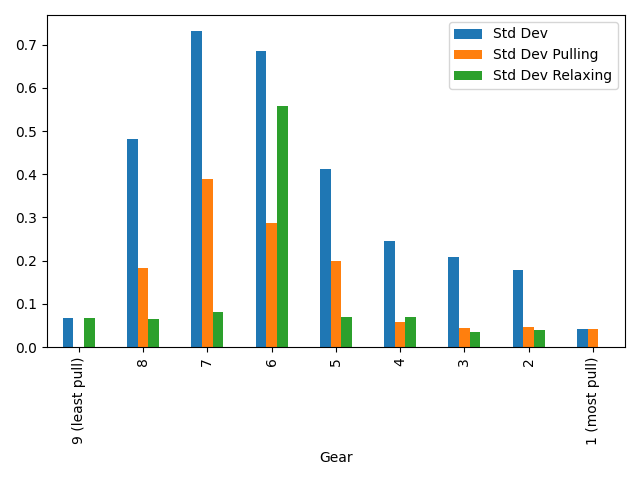 0.7
0.6
0.5
0.4
0.3
0.2
0.1
0.0
Std Dev
Std Dev Pulling
Std Dev Relaxing
9 (least pull)
8
7
6
5
4
3
2
1 (most pull)
Gear